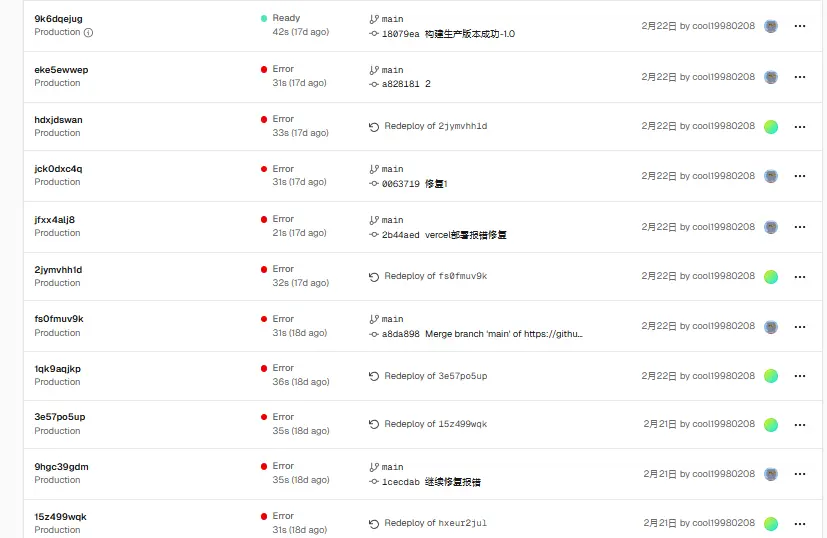 9k6dqejug Ready main
Production 42s (17d ago) 18079ea 构建生产版本成功-1.0 2月22日 by cool19980208
eke5ewwep Error main
Production 31s (17d ago) a828181 2 2月22日 by cool19980208
hdxjdswan Error
Production 33s (17d ago) Redeploy of 2jymvhh1d 2月22日 by cool19980208
jck0dxc4q Error main
Production 31s (17d ago) 0063719 修复1 2月22日 by cool19980208
jfxx4alj8 Error main
Production 21s (17d ago) 2b44aed vercel部署报错修复 2月22日 by cool19980208
2jymvhh1d Error
Production 32s (17d ago) Redeploy of fs0fmuv9k 2月22日 by cool19980208
fs0fmuv9k Error main
Production 31s (18d ago) a8da898 Merge branch 'main' of https://githu... 2月22日 by cool19980208
1qk9aqjkp Error
Production 36s (18d ago) Redeploy of 3e57po5up 2月22日 by cool19980208
3e57po5up Error
Production 35s (18d ago) Redeploy of 15z499wqk 2月21日 by cool19980208
9hgc39gdm Error main
Production 35s (18d ago) 1cecdab 继续修复报错 2月21日 by cool19980208
15z499wqk Error
Production 31s (18d ago) Redeploy of hxeur2jul 2月21日 by cool19980208